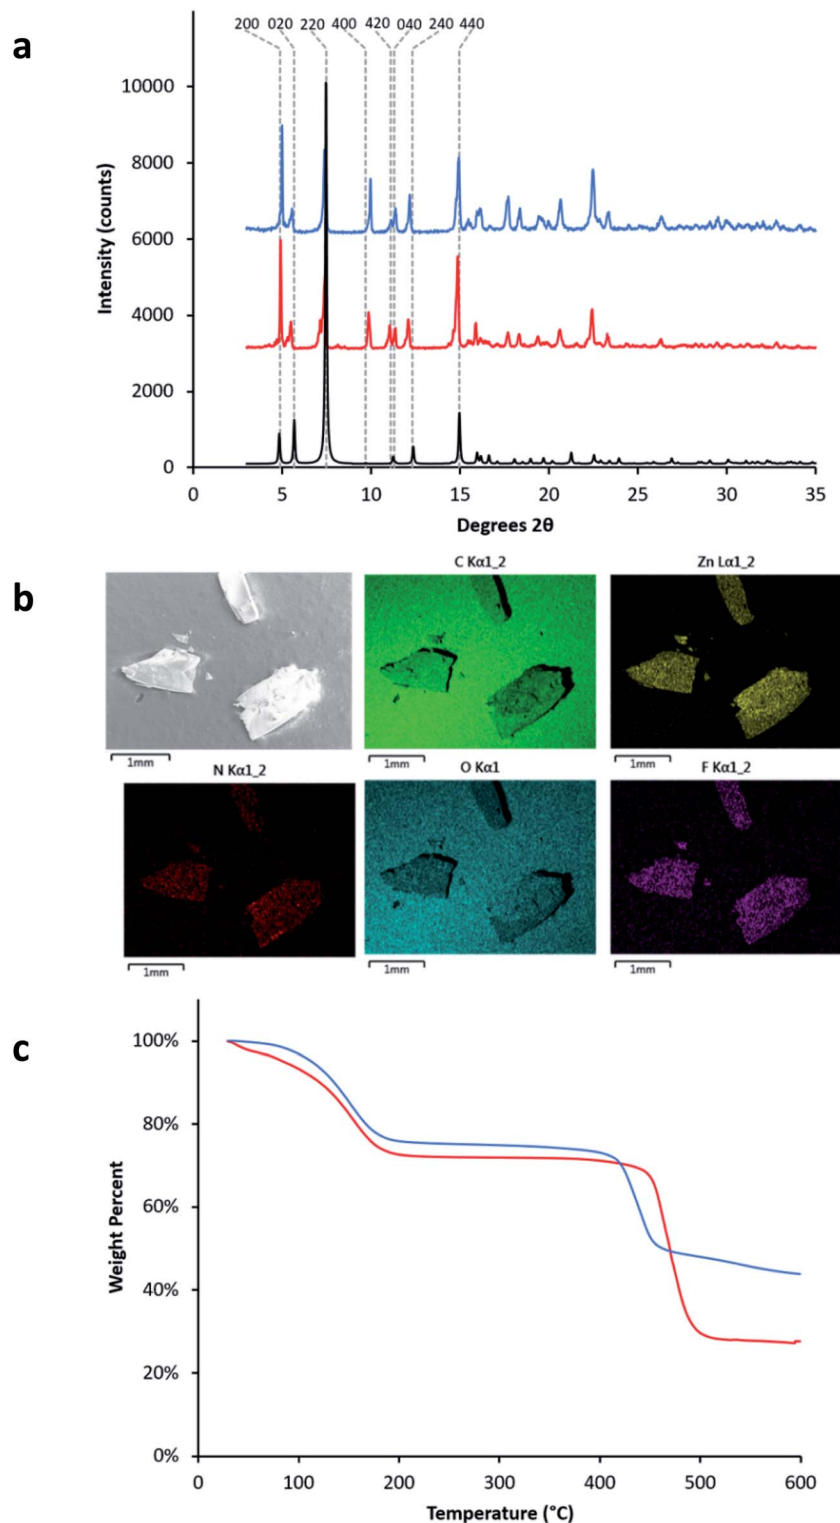 a
200 020 220 400 420 040 240 440
10000
8000
6000
4000
2000
0
Intensity (counts)
0 5 10 15 20 25 30 35
Degrees 2θ
b
C Kα1_2
Zn Lα1_2
1mm
1mm
1mm
N Kα1_2
O Kα1
F Kα1_2
1mm
1mm
1mm
c
100%
80%
60%
40%
20%
0%
Weight Percent
0 100 200 300 400 500 600
Temperature (°C)